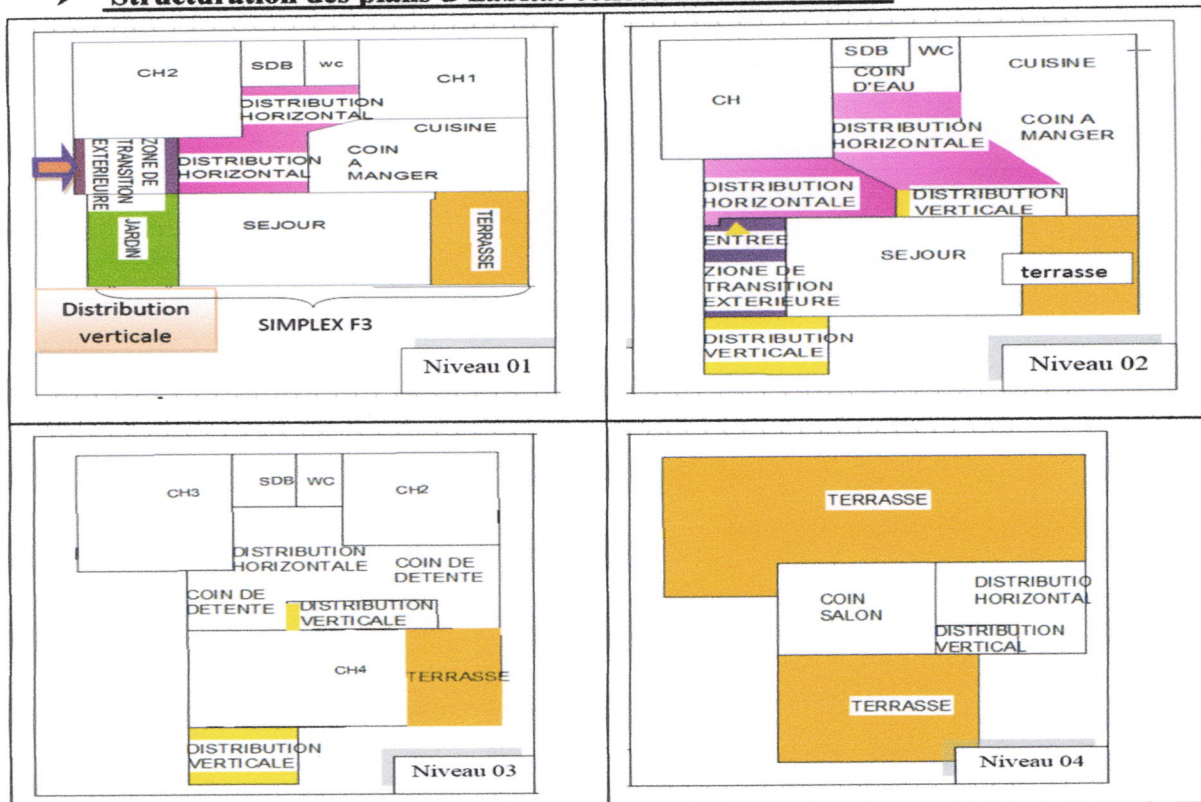 Structuration des plans d'
CH2
SDB
wc
CH1
DISTRIBUTION
HORIZONTAL
CUISINE
ZONE DE
TRANSITION
EXTERIEURE
DISTRIBUTION
HORIZONTAL
COIN
A
MANGER
JARDIN
SEJOUR
TERRASSE
Distribution
verticale
SIMPLEX F3
Niveau 01
SDB
WC
CUISINE
COIN
D'EAU
CH
DISTRIBUTION
HORIZONTALE
COIN A
MANGER
DISTRIBUTION
HORIZONTALE
DISTRIBUTION
VERTICALE
ENTREE
SEJOUR
ZIONE DE
TRANSITION
EXTERIEURE
terrasse
DISTRIBUTION
VERTICALE
Niveau 02
CH3
SDB
WC
CH2
DISTRIBUTION
HORIZONTALE
COIN DE
DETENTE
COIN DE
DETENTE
DISTRIBUTION
VERTICALE
CH4
TERRASSE
DISTRIBUTION
VERTICALE
Niveau 03
TERRASSE
COIN
SALON
DISTRIBUTIO
HORIZONTAL
DISTRIBUTION
VERTICAL
TERRASSE
Niveau 04